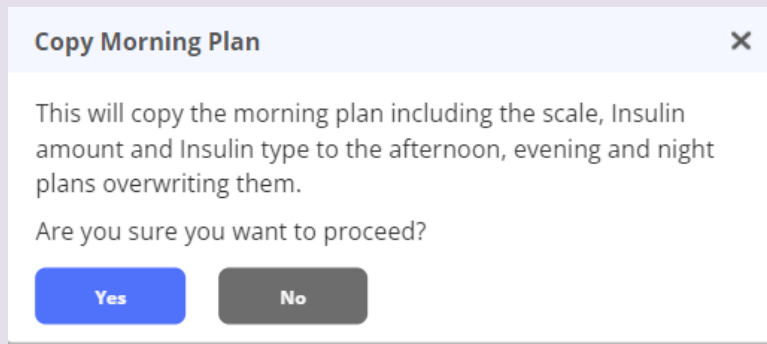 Copy Morning Plan
This will copy the morning plan including the scale, Insulin
amount and Insulin type to the afternoon, evening and night
plans overwriting them.
Are you sure you want to proceed?
Yes No